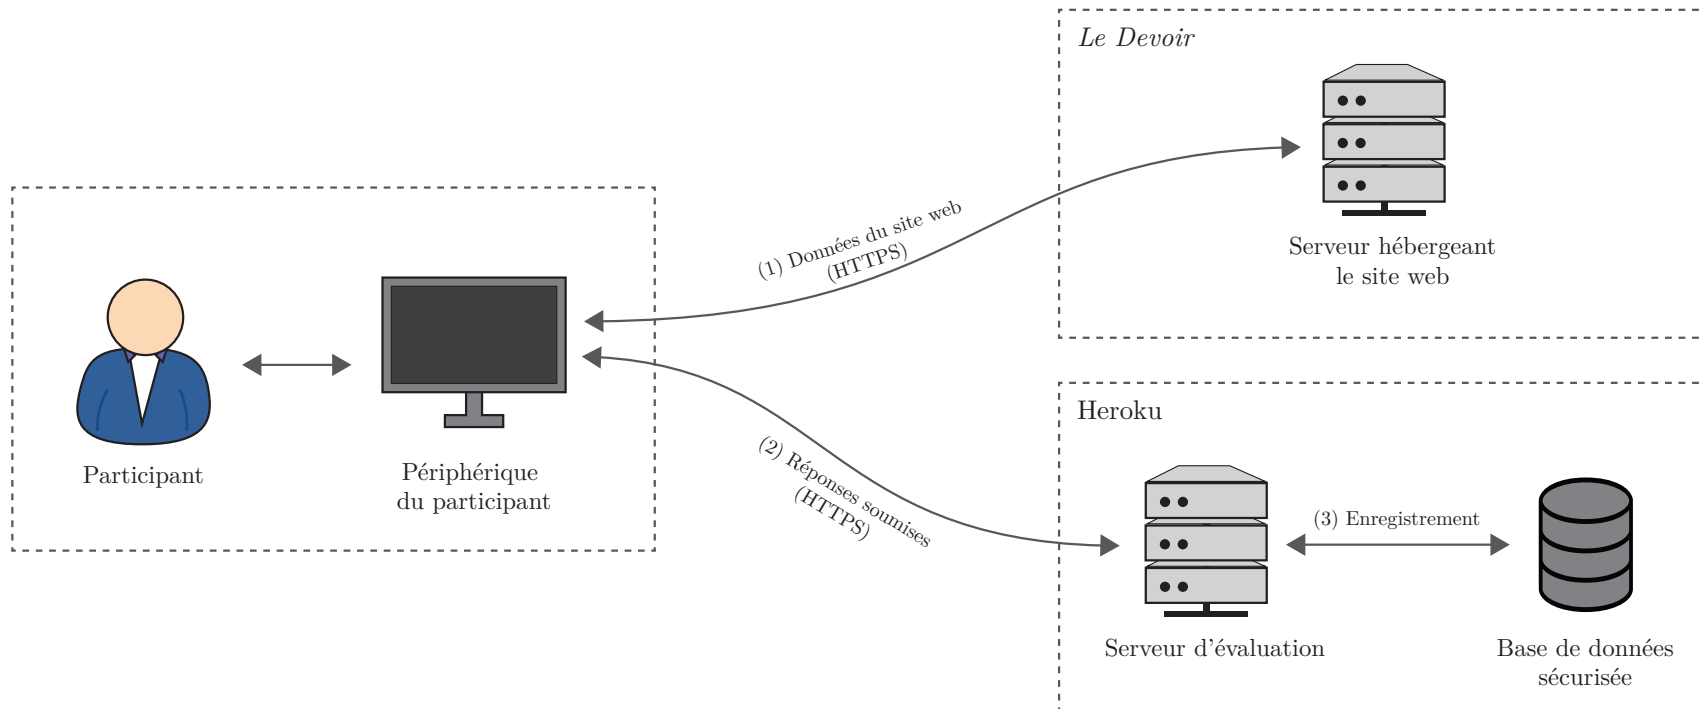 Le Devoir
Serveur hébergeant
le site web
(1) Données du site web
(HTTPS)
Participant
Périphérique
du participant
(2) Réponses soumises
(HTTPS)
Heroku
(3) Enregistrement
Serveur d'évaluation
Base de données
sécurisée